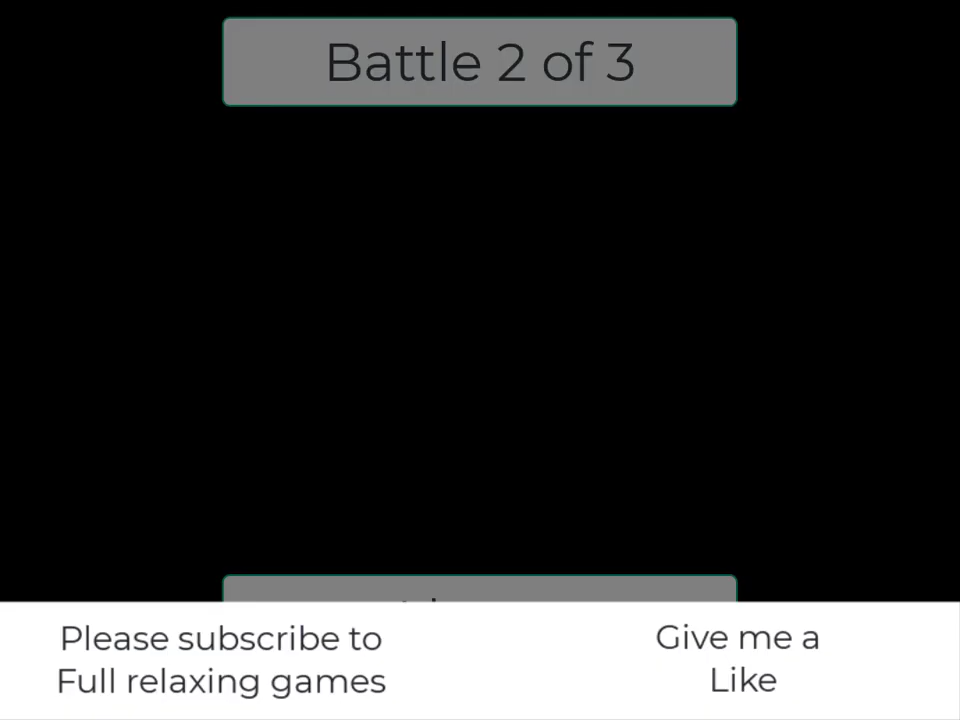 Battle 2 of 3
Please subscribe to
Full relaxing games
Give me a
Like